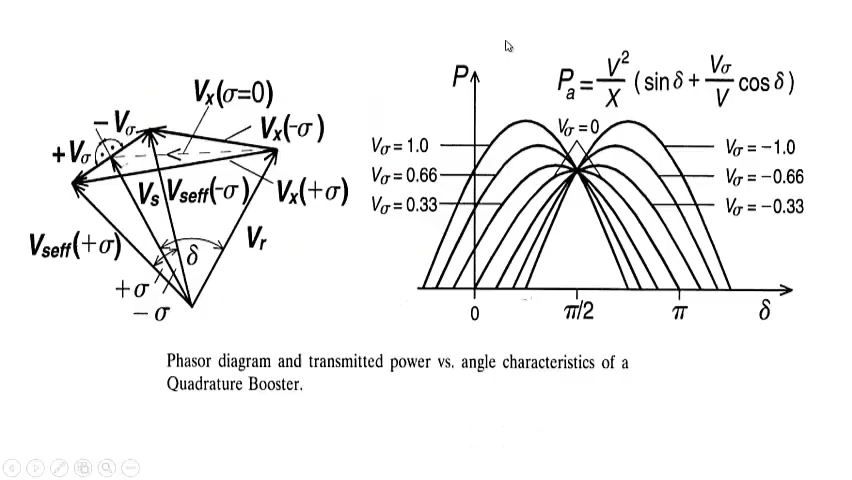 Vx(σ=0)
−Vσ
Vx(−σ)
+Vσ
Vs
Vseff(−σ)
Vx(+σ)
Vseff(+σ)
δ
Vr
+σ
−σ
P
Pa = V²/X (sin δ + Vσ/V cos δ)
Vσ = 0
Vσ = 1.0
Vσ = −1.0
Vσ = 0.66
Vσ = −0.66
Vσ = 0.33
Vσ = −0.33
0
π/2
π
δ
Phasor diagram and transmitted power vs. angle characteristics of a
Quadrature Booster.